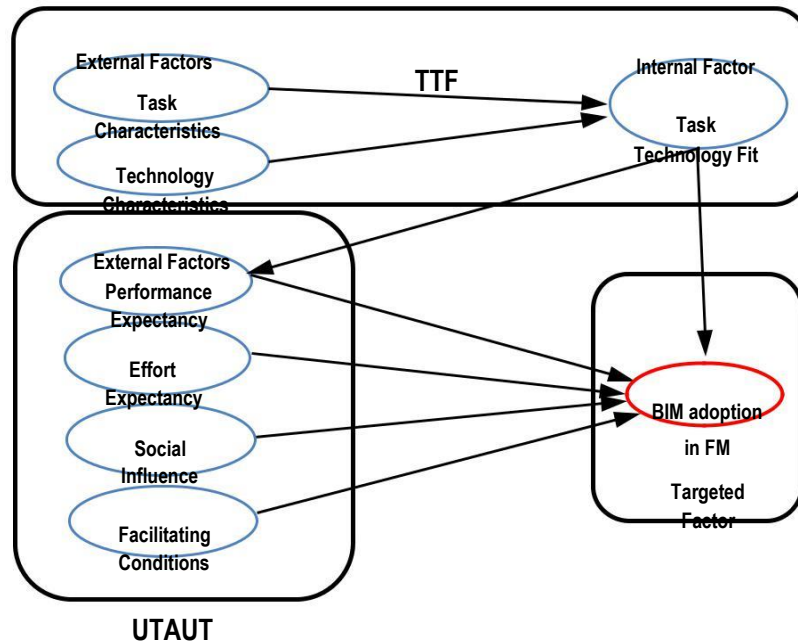 External Factors
Task
Characteristics
Technology
Characteristics
TTF
Internal Factor
Task
Technology Fit
External Factors
Performance
Expectancy
Effort
Expectancy
Social
Influence
Facilitating
Conditions
UTAUT
BIM adoption
in FM
Targeted
Factor